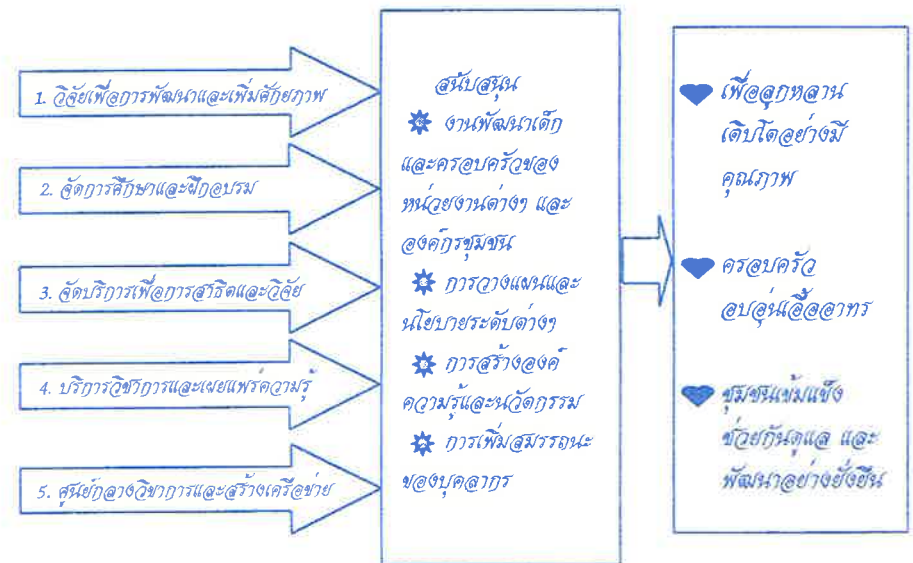 1. วิจัยเพื่อการพัฒนาและเพิ่มศักยภาพ
2. จัดการศึกษาและฝึกอบรม
3. จัดบริการเพื่อการสาธิตและวิจัย
4. บริการวิชาการและเผยแพร่ความรู้
5. ศูนย์กลางวิชาการและสร้างเครือข่าย
สนับสนุน
งานพัฒนาเด็ก
และครอบครัวของ
หน่วยงานต่างๆ และ
องค์กรชุมชน
การวางแผนและ
นโยบายระดับต่างๆ
การสร้างองค์
ความรู้และนวัตกรรม
การเพิ่มสมรรถนะ
ของบุคลากร
เพื่อลูกหลาน
เติบโตอย่างมี
คุณภาพ
ครอบครัว
อบอุ่นเอื้ออาทร
ชุมชนเข้มแข็ง
ช่วยกันดูแล และ
พัฒนาอย่างยั่งยืน